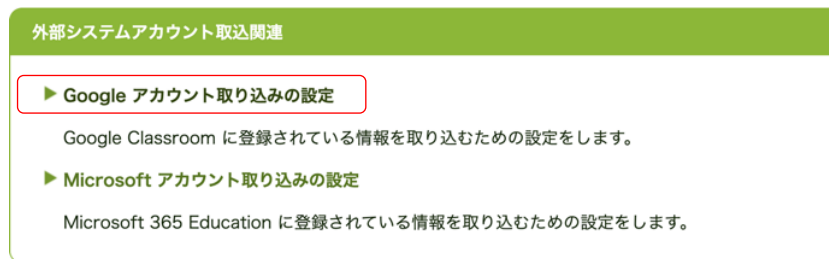 外部システムアカウント取込関連
Google アカウント取り込みの設定
Google Classroom に登録されている情報を取り込むための設定をします。
Microsoft アカウント取り込みの設定
Microsoft 365 Education に登録されている情報を取り込むための設定をします。